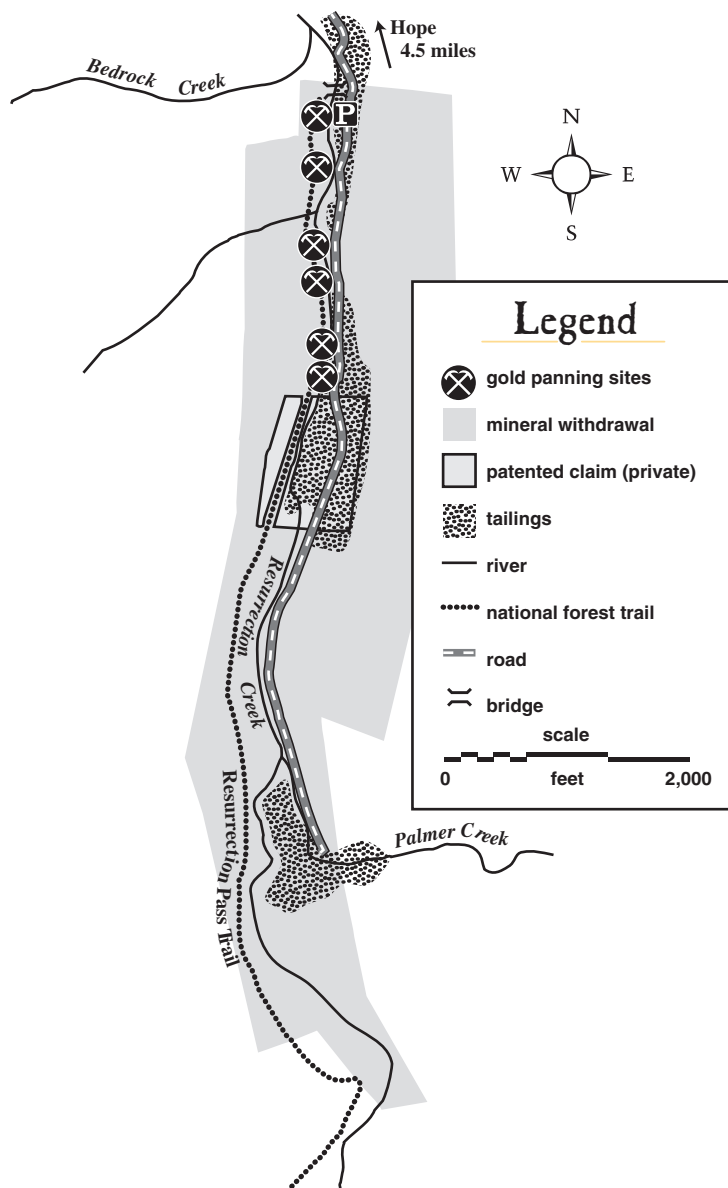 Hope
4.5 miles
Bedrock Creek
P
N
W E
S
Legend
gold panning sites
mineral withdrawal
patented claim (private)
tailings
river
national forest trail
road
bridge
scale
0 feet 2,000
Resurrection Creek
Resurrection Pass Trail
Palmer Creek